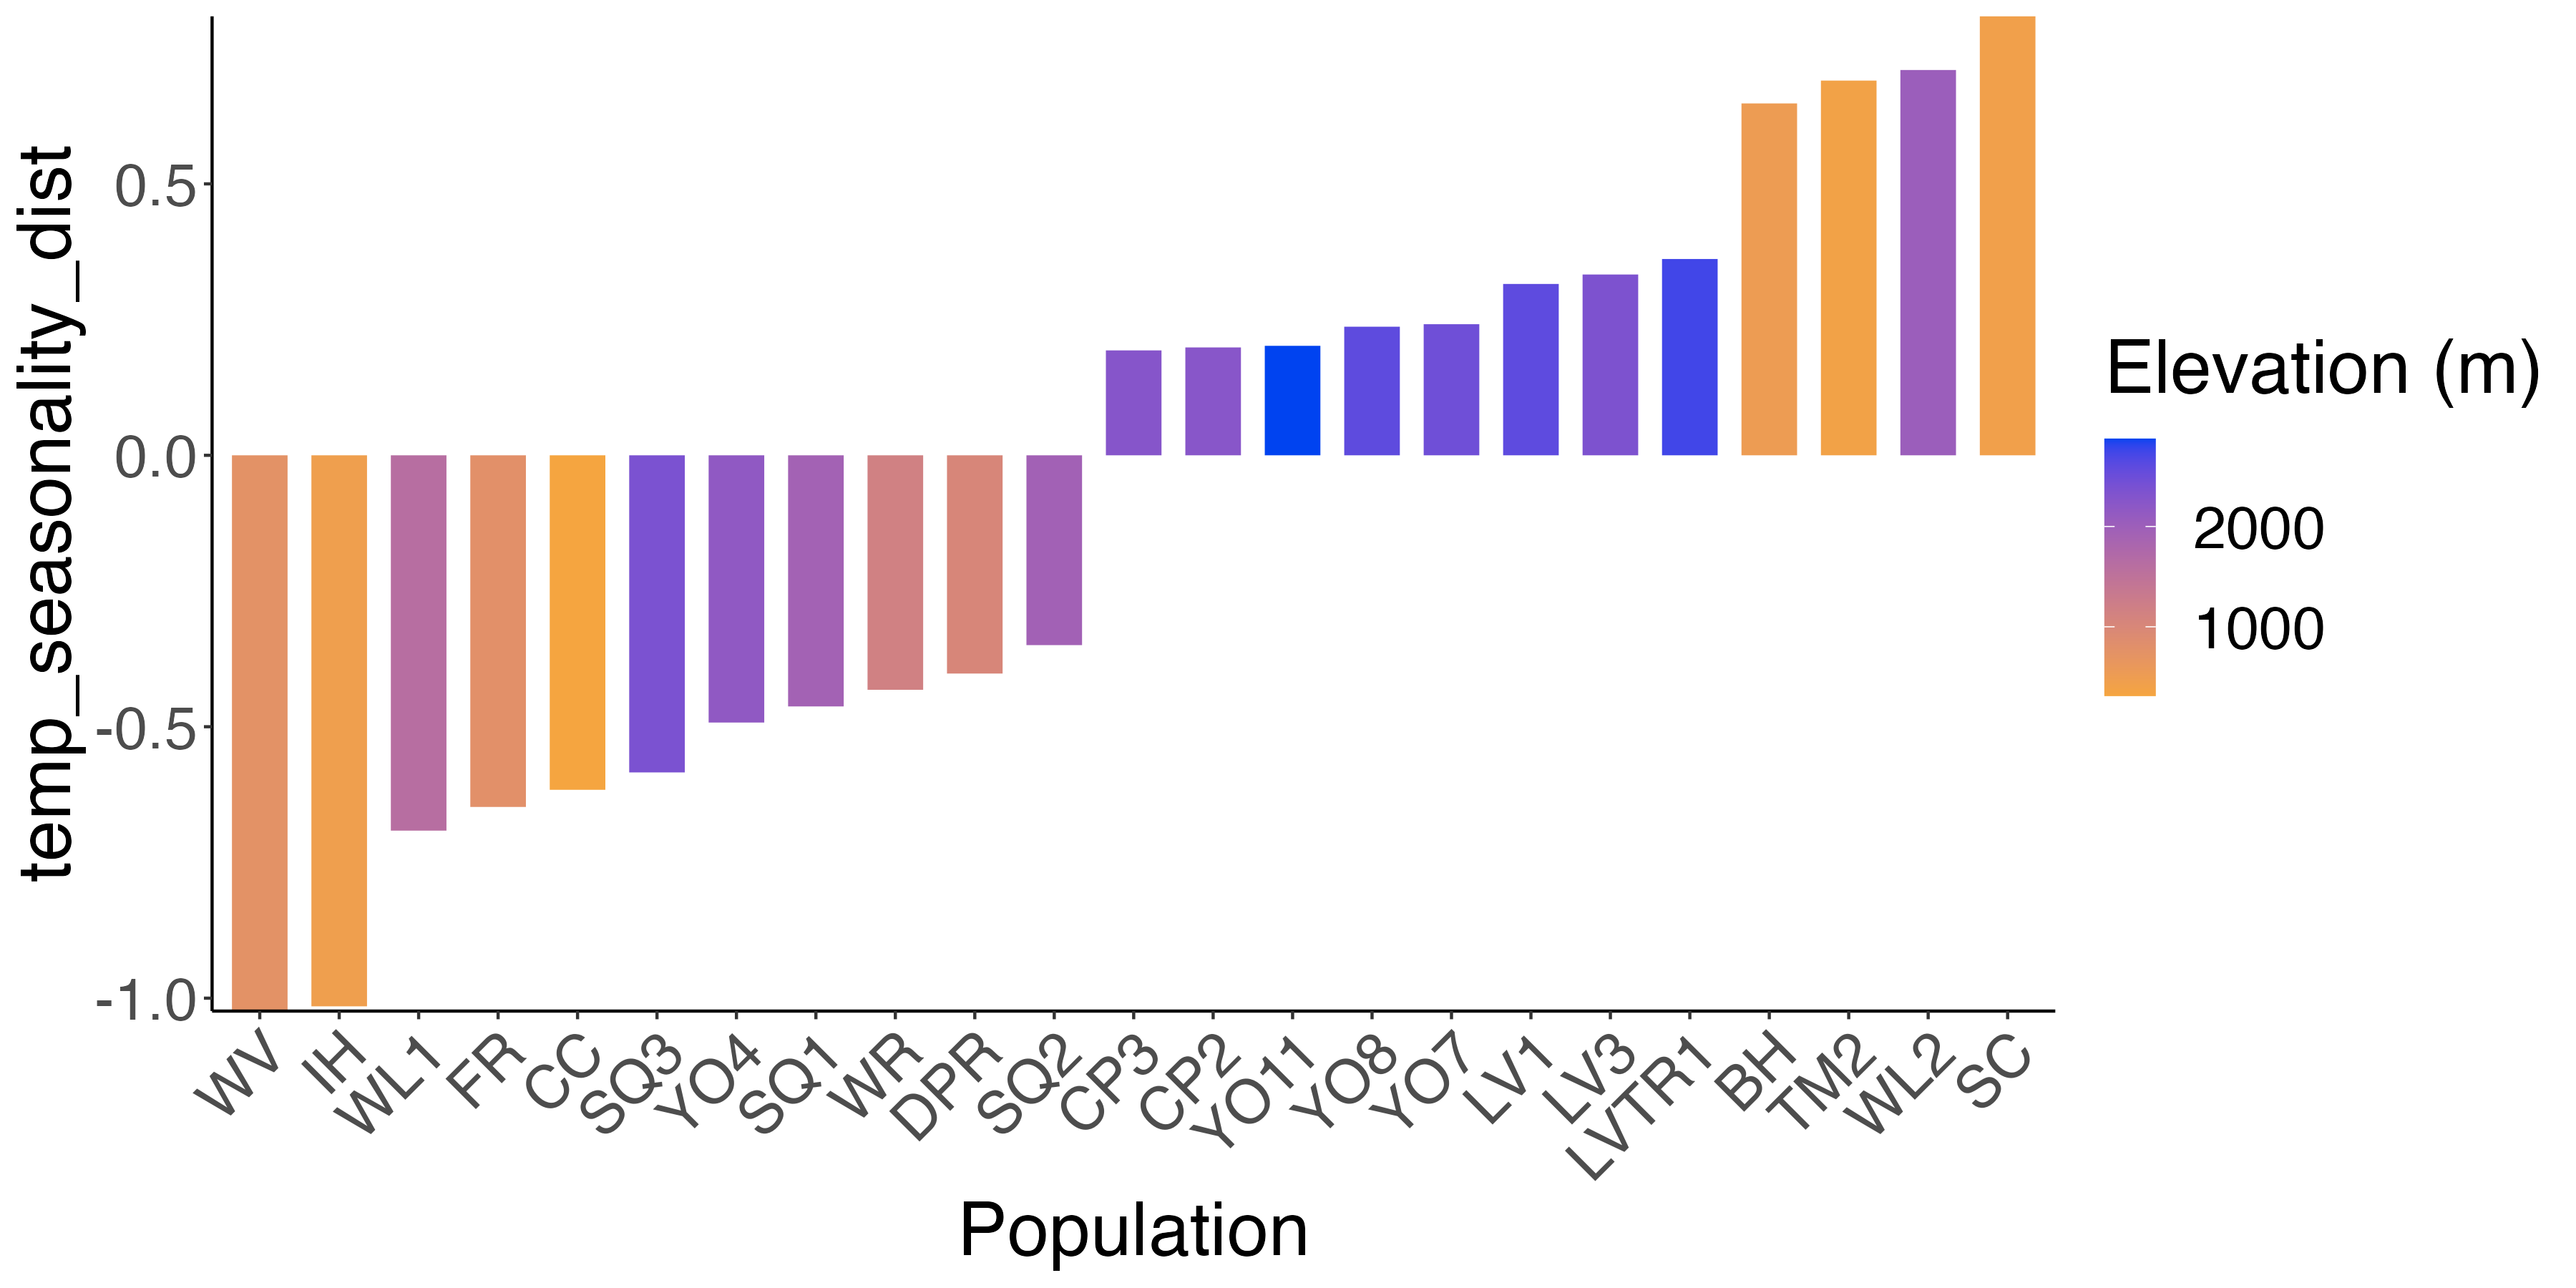 temp_seasonality_dist
0.5
0.0
-0.5
-1.0
WV
IH
WL1
FR
CC
SQ3
YO4
SQ1
WR
DPR
SQ2
CP3
CP2
YO11
YO8
YO7
LV1
LV3
LVTR1
BH
TM2
WL2
SC
Population
Elevation (m)
2000
1000